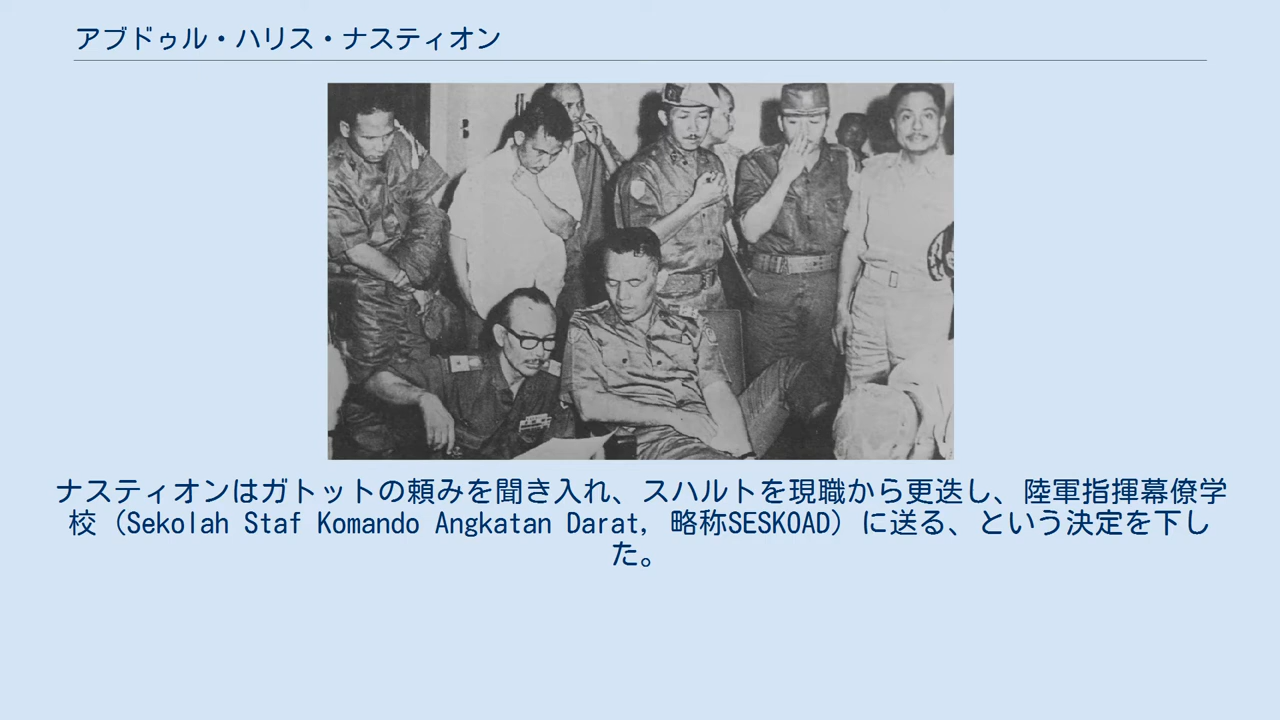 アブドゥル・ハリス・ナスティオン
ナスティオンはガトットの頼みを聞き入れ、スハルトを現職から更迭し、陸軍指揮幕僚学
校（Sekolah Staf Komando Angkatan Darat, 略称SESKOAD）に送る、という決定を下し
た。